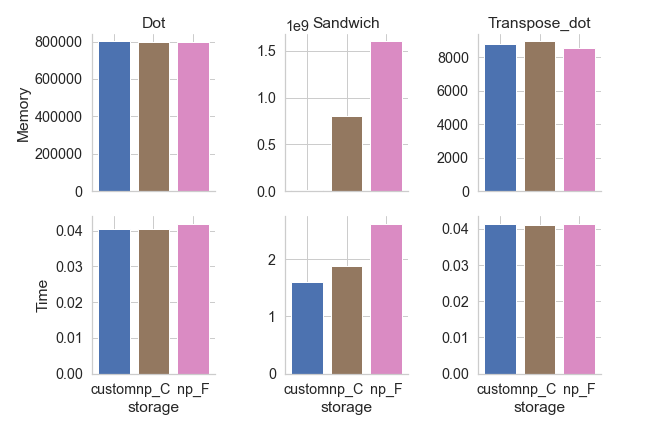 Dot
Sandwich
Transpose_dot
1e9
Memory
800000
600000
400000
200000
0
1.5
1.0
0.5
0.0
8000
6000
4000
2000
0
Time
0.04
0.03
0.02
0.01
0.00
2
1
0
0.04
0.03
0.02
0.01
0.00
custom np_C np_F
custom np_C np_F
custom np_C np_F
storage
storage
storage